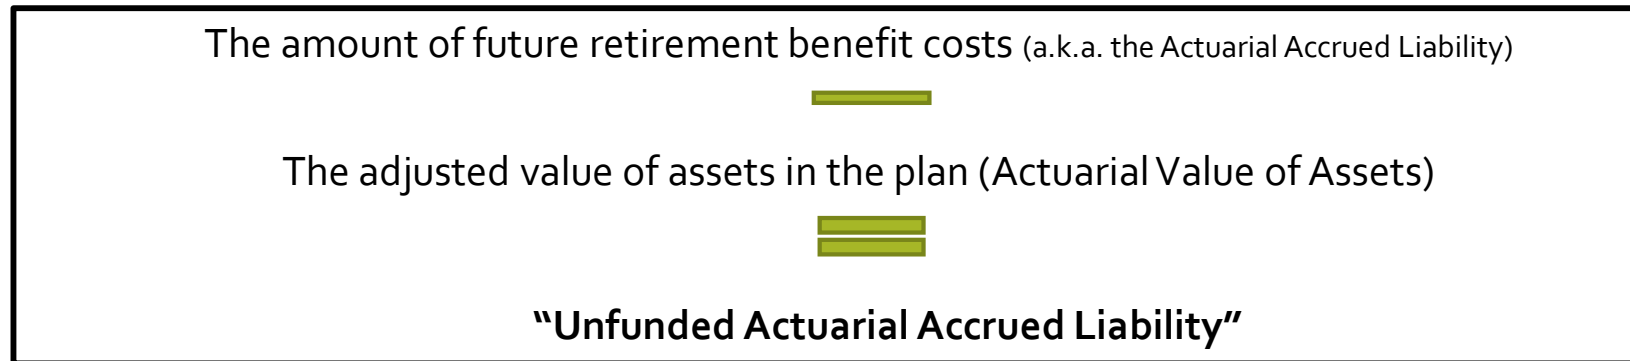 The amount of future retirement benefit costs (a.k.a. the Actuarial Accrued Liability)
The adjusted value of assets in the plan (Actuarial Value of Assets)
“Unfunded Actuarial Accrued Liability”